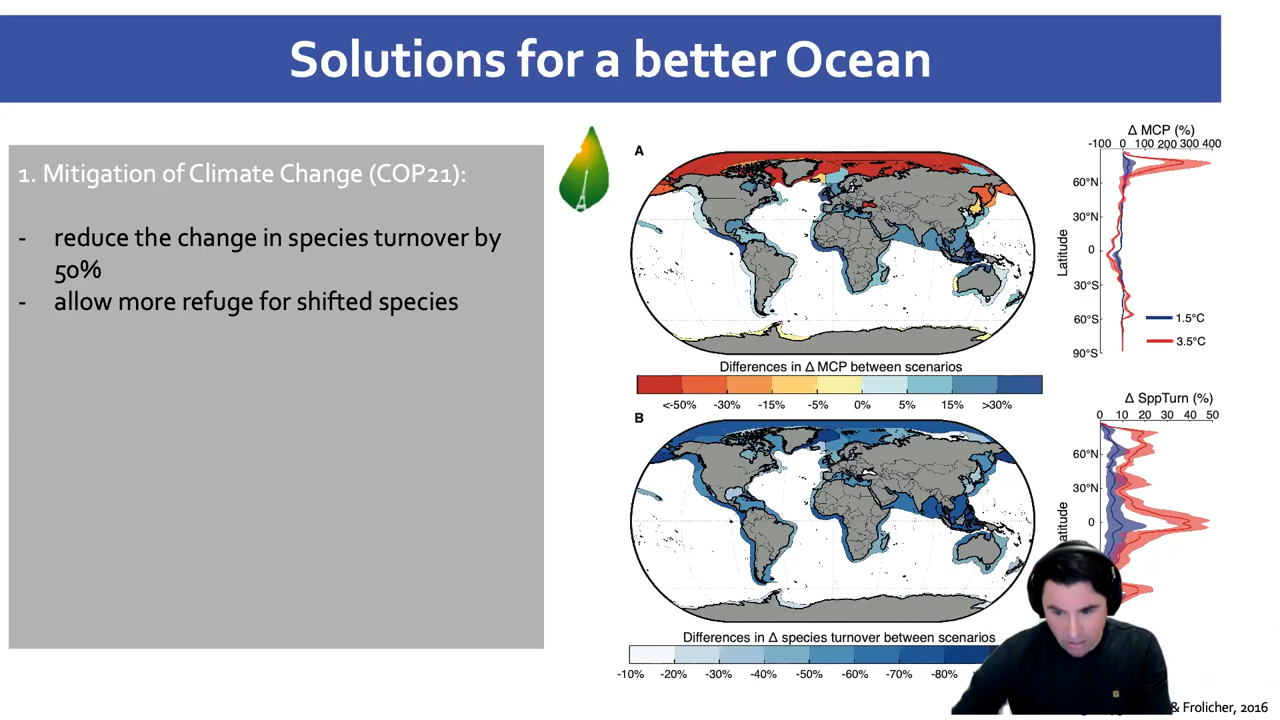 Solutions for a better Ocean
1. Mitigation of Climate Change (COP21):
- reduce the change in species turnover by
50%
- allow more refuge for shifted species
A
Differences in Δ MCP between scenarios
<-50% -30% -15% -5% 0% 5% 15% >30%
Δ MCP (%)
-100 0 100 200 300 400
60°N
30°N
0
30°S
60°S
90°S
Latitude
1.5°C
3.5°C
B
Differences in Δ species turnover between scenarios
-10% -20% -30% -40% -50% -60% -70% -80%
Δ SppTurn (%)
0 10 20 30 40 50
60°N
30°N
0
& Frolicher, 2016